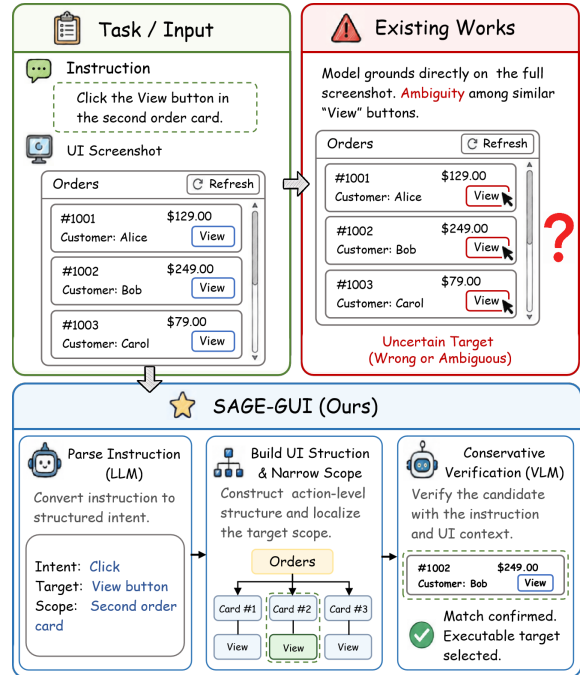 Task / Input
Instruction
Click the View button in
the second order card.
UI Screenshot
Orders
Refresh
#1001
$129.00
Customer: Alice
View
#1002
$249.00
Customer: Bob
View
#1003
$79.00
Customer: Carol
View
Existing Works
Model grounds directly on the full
screenshot. Ambiguity among similar
“View” buttons.
Orders
Refresh
#1001
$129.00
Customer: Alice
View
#1002
$249.00
Customer: Bob
View
#1003
$79.00
Customer: Carol
View
?
Uncertain Target
(Wrong or Ambiguous)
SAGE-GUI (Ours)
Parse Instruction
(LLM)
Convert instruction to
structured intent.
Intent: Click
Target: View button
Scope: Second order
card
Build UI Struction
& Narrow Scope
Construct action-level
structure and localize
the target scope.
Orders
Card #1
Card #2
Card #3
View
View
View
Conservative
Verification (VLM)
Verify the candidate
with the instruction
and UI context.
#1002
$249.00
Customer: Bob
View
Match confirmed.
Executable target
selected.